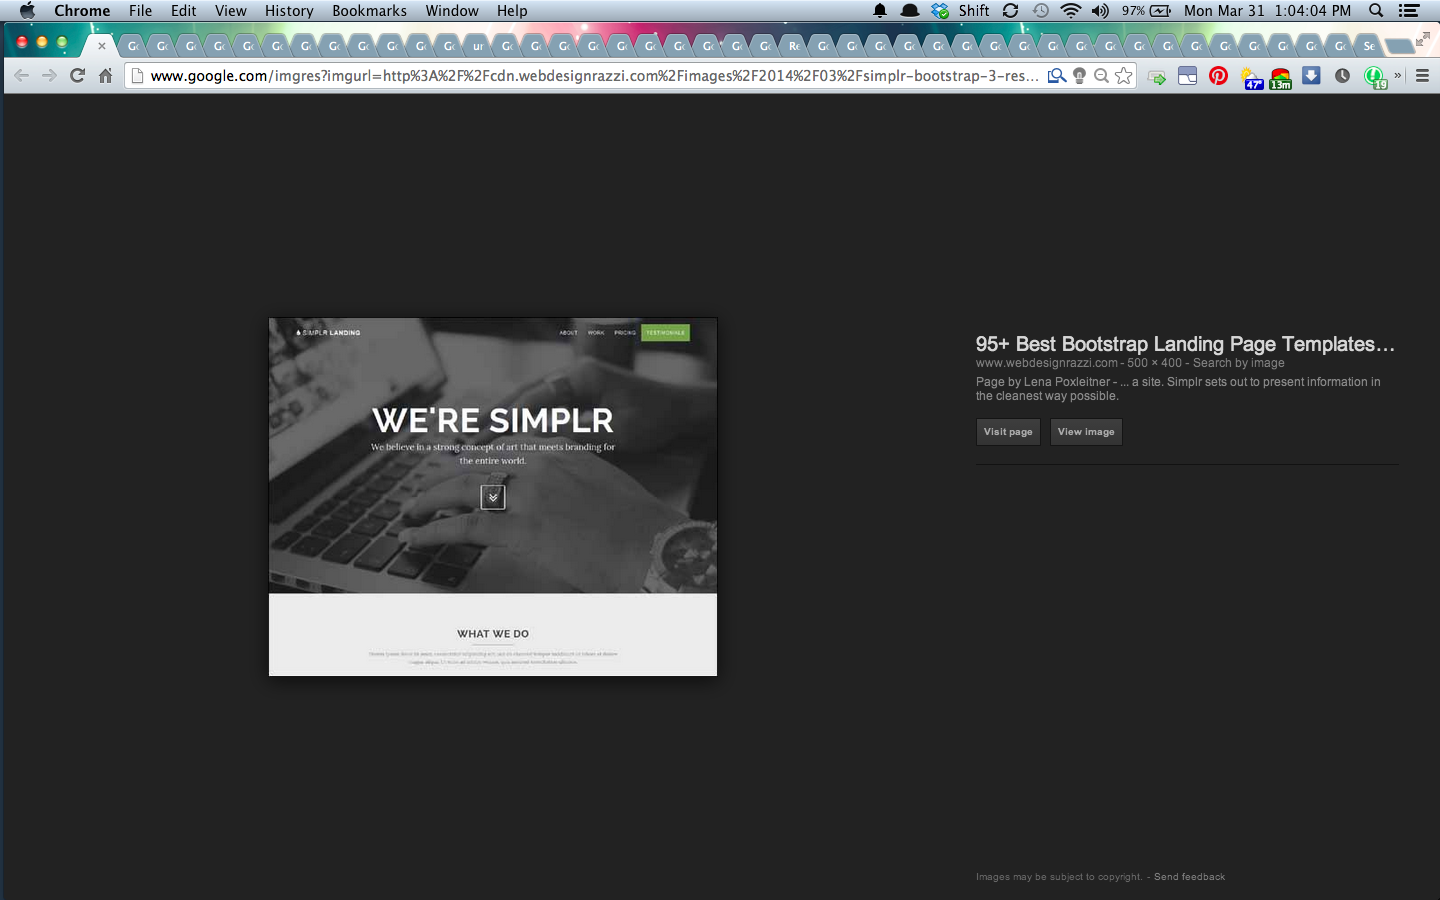 Chrome File Edit View History Bookmarks Window Help Shift 97% Mon Mar 31 1:04:04 PM
Go Go Go Go Go Go Go Go Go Go Go Go ur Go Go Go Go Go Go Go Go Go Go Re Go Go Go Go Go Go Go Go Go Go Go Go Go Go Go Go Go Go Go Se
www.google.com/imgres?imgurl=http%3A%2F%2Fcdn.webdesignrazzi.com%2Fimages%2F2014%2F03%2Fsimplr-bootstrap-3-res...
47° 13m 19 »
SIMPLR LANDING ABOUT WORK PRICING TESTIMONIALS
WE'RE SIMPLR
We believe in a strong concept of art that meets branding for
the entire world.
WHAT WE DO
95+ Best Bootstrap Landing Page Templates...
www.webdesignrazzi.com - 500 × 400 - Search by image
Page by Lena Poxleitner - ... a site. Simplr sets out to present information in
the cleanest way possible.
Visit page View image
Images may be subject to copyright. - Send feedback